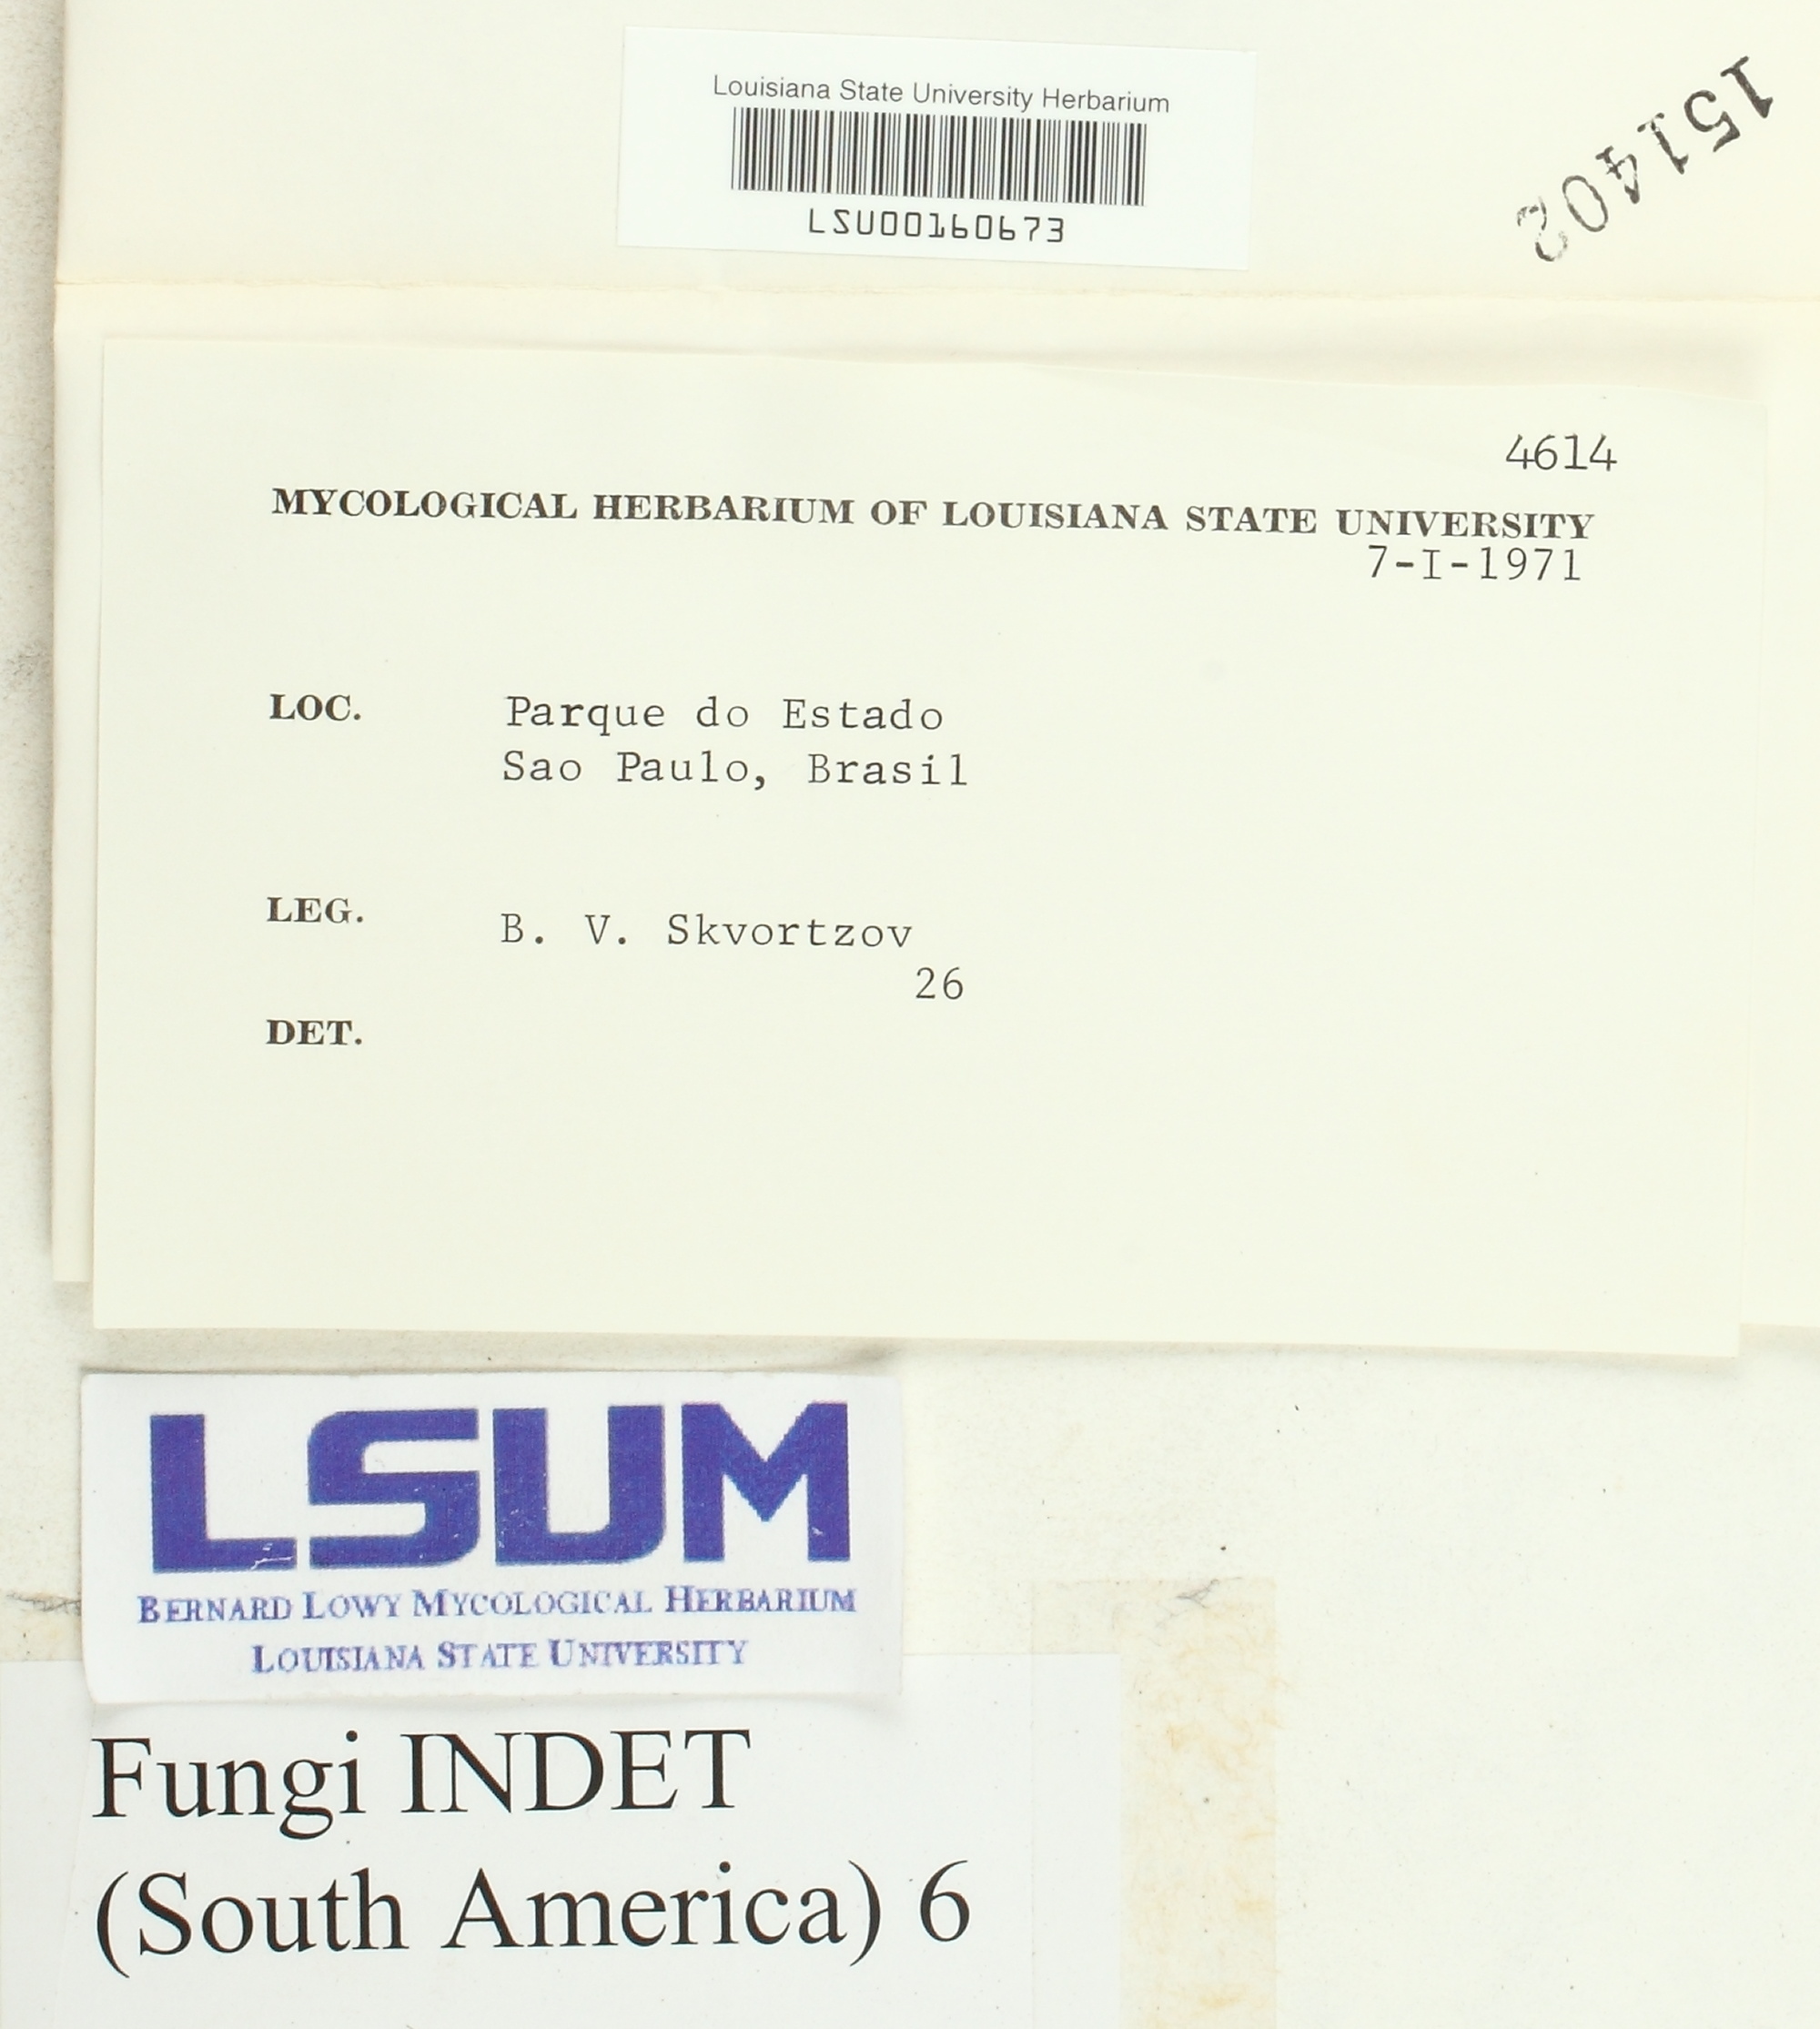 Louisiana State University Herbarium
LSU00160673
151402
4614
MYCOLOGICAL HERBARIUM OF LOUISIANA STATE UNIVERSITY
7-I-1971
LOC. Parque do Estado
Sao Paulo, Brasil
LEG. B. V. Skvortzov
26
DET.
LSUM
BERNARD LOWY MYCOLOGICAL HERBARIUM
LOUISIANA STATE UNIVERSITY
Fungi INDET
(South America) 6